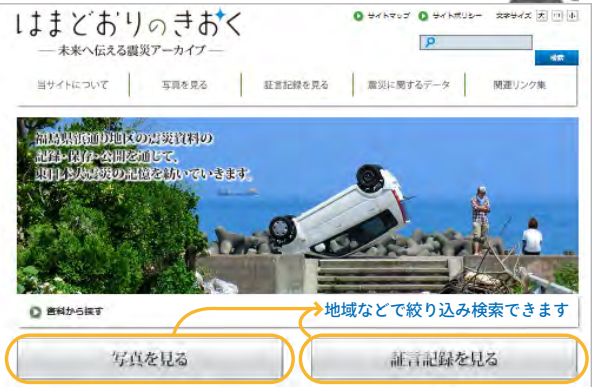 はまどおりのきおく
サイトマップ サイトポリシー 文字サイズ 大 中 小
― 未来へ伝える震災アーカイブ ―
検索
当サイトについて 写真を見る 証言記録を見る 震災に関するデータ 関連リンク集
福島県浜通り地区の震災資料の
記録・保存・公開を通じて、
東日本大震災の記憶を紡いでいきます。
資料から探す
地域などで絞り込み検索できます
写真を見る 証言記録を見る